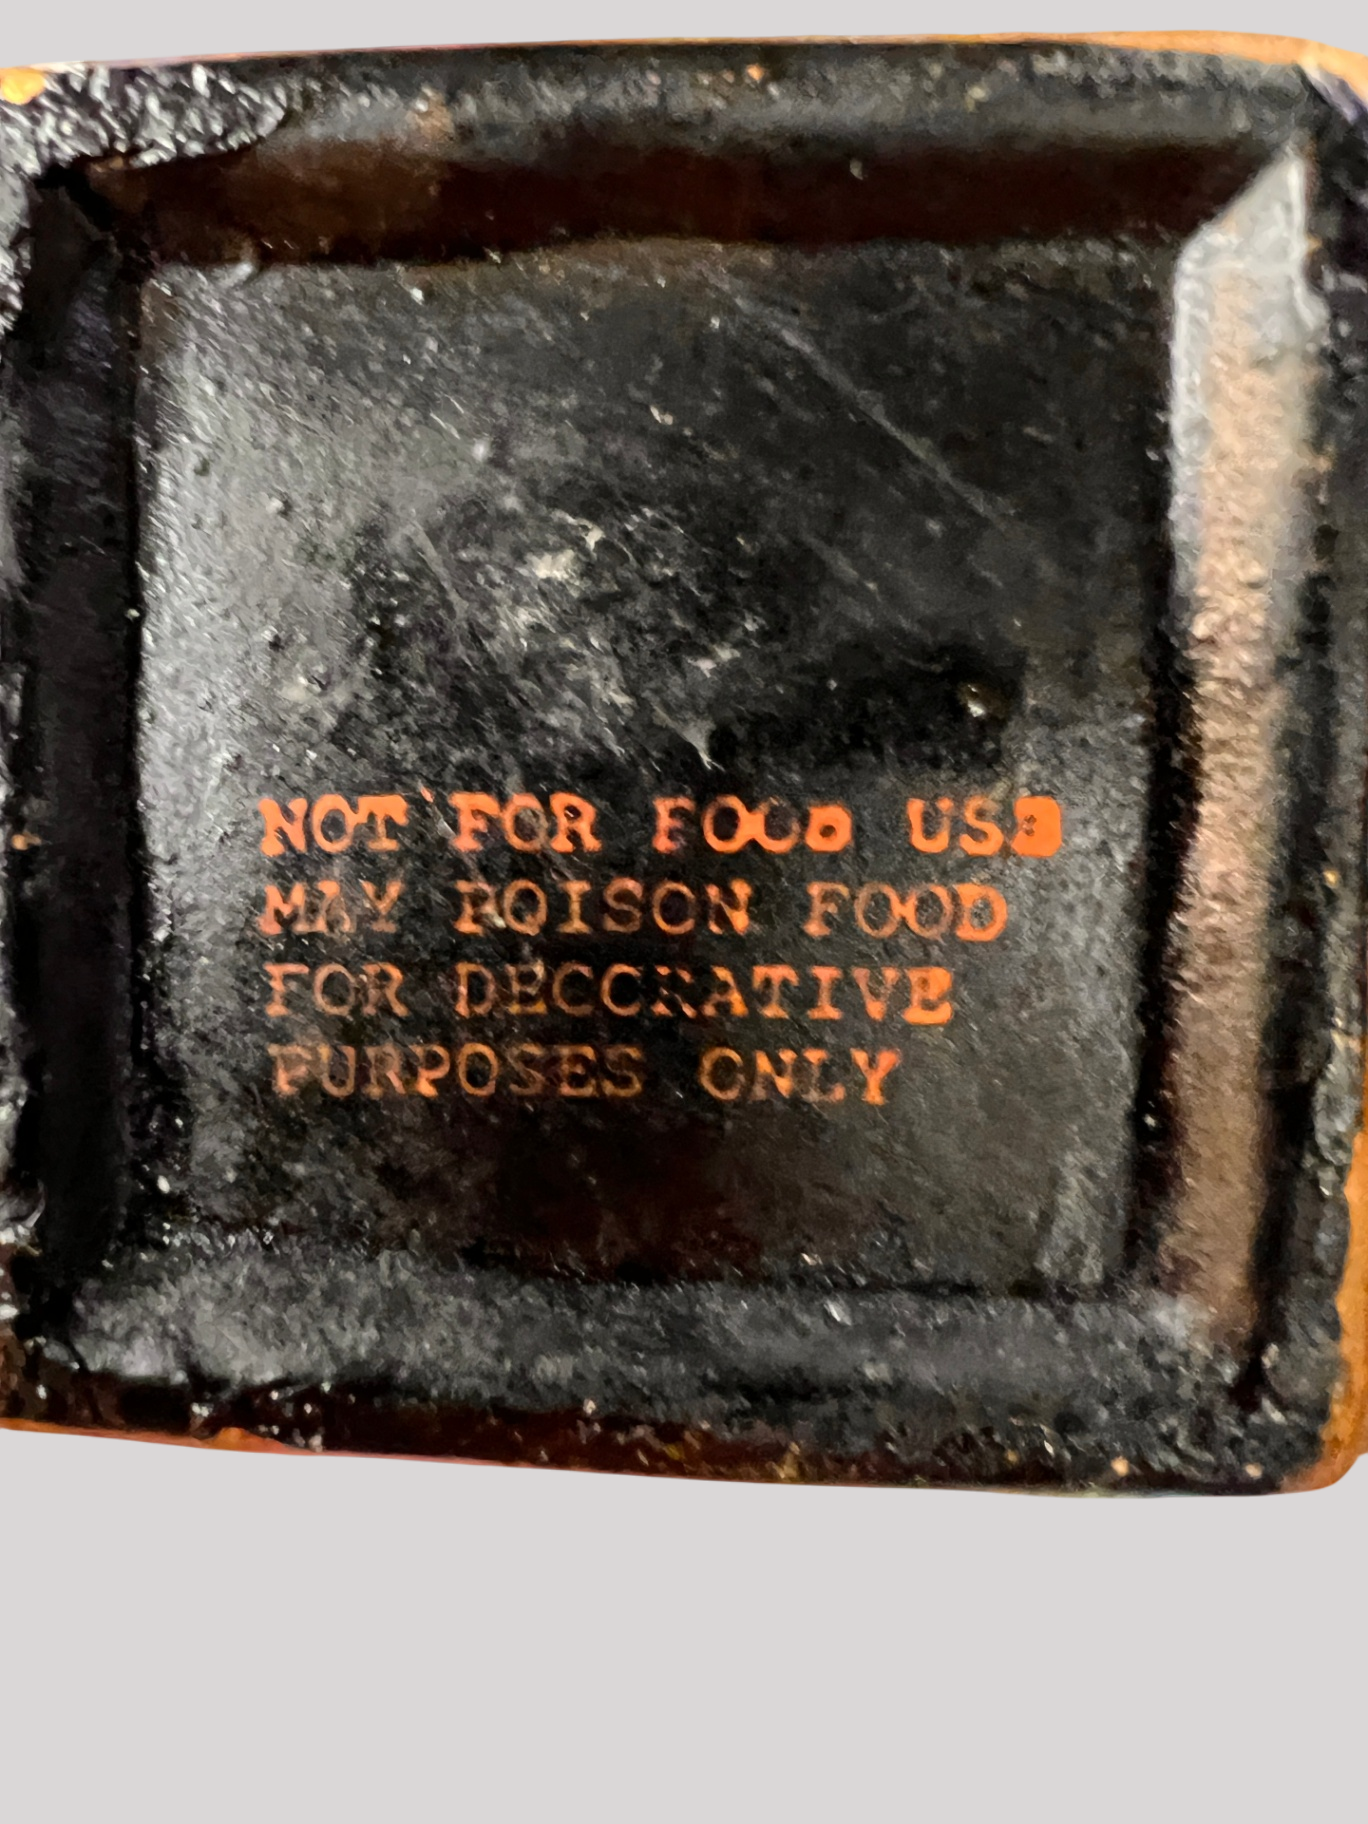 NOT FOR FOOD USE
MAY POISON FOOD
FOR DECORATIVE
PURPOSES ONLY